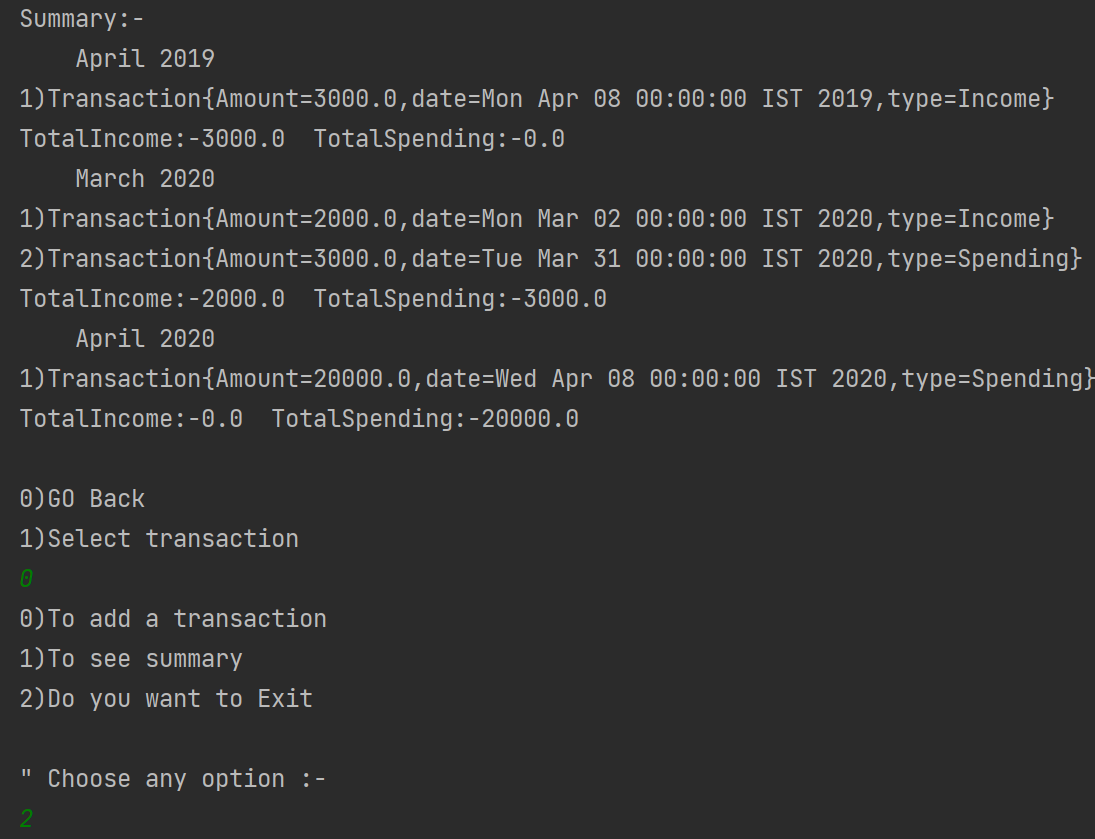 Summary:-
April 2019
1)Transaction{Amount=3000.0,date=Mon Apr 08 00:00:00 IST 2019,type=Income}
TotalIncome:-3000.0  TotalSpending:-0.0
March 2020
1)Transaction{Amount=2000.0,date=Mon Mar 02 00:00:00 IST 2020,type=Income}
2)Transaction{Amount=3000.0,date=Tue Mar 31 00:00:00 IST 2020,type=Spending}
TotalIncome:-2000.0  TotalSpending:-3000.0
April 2020
1)Transaction{Amount=20000.0,date=Wed Apr 08 00:00:00 IST 2020,type=Spending}
TotalIncome:-0.0  TotalSpending:-20000.0
0)GO Back
1)Select transaction
0
0)To add a transaction
1)To see summary
2)Do you want to Exit
" Choose any option :-
2